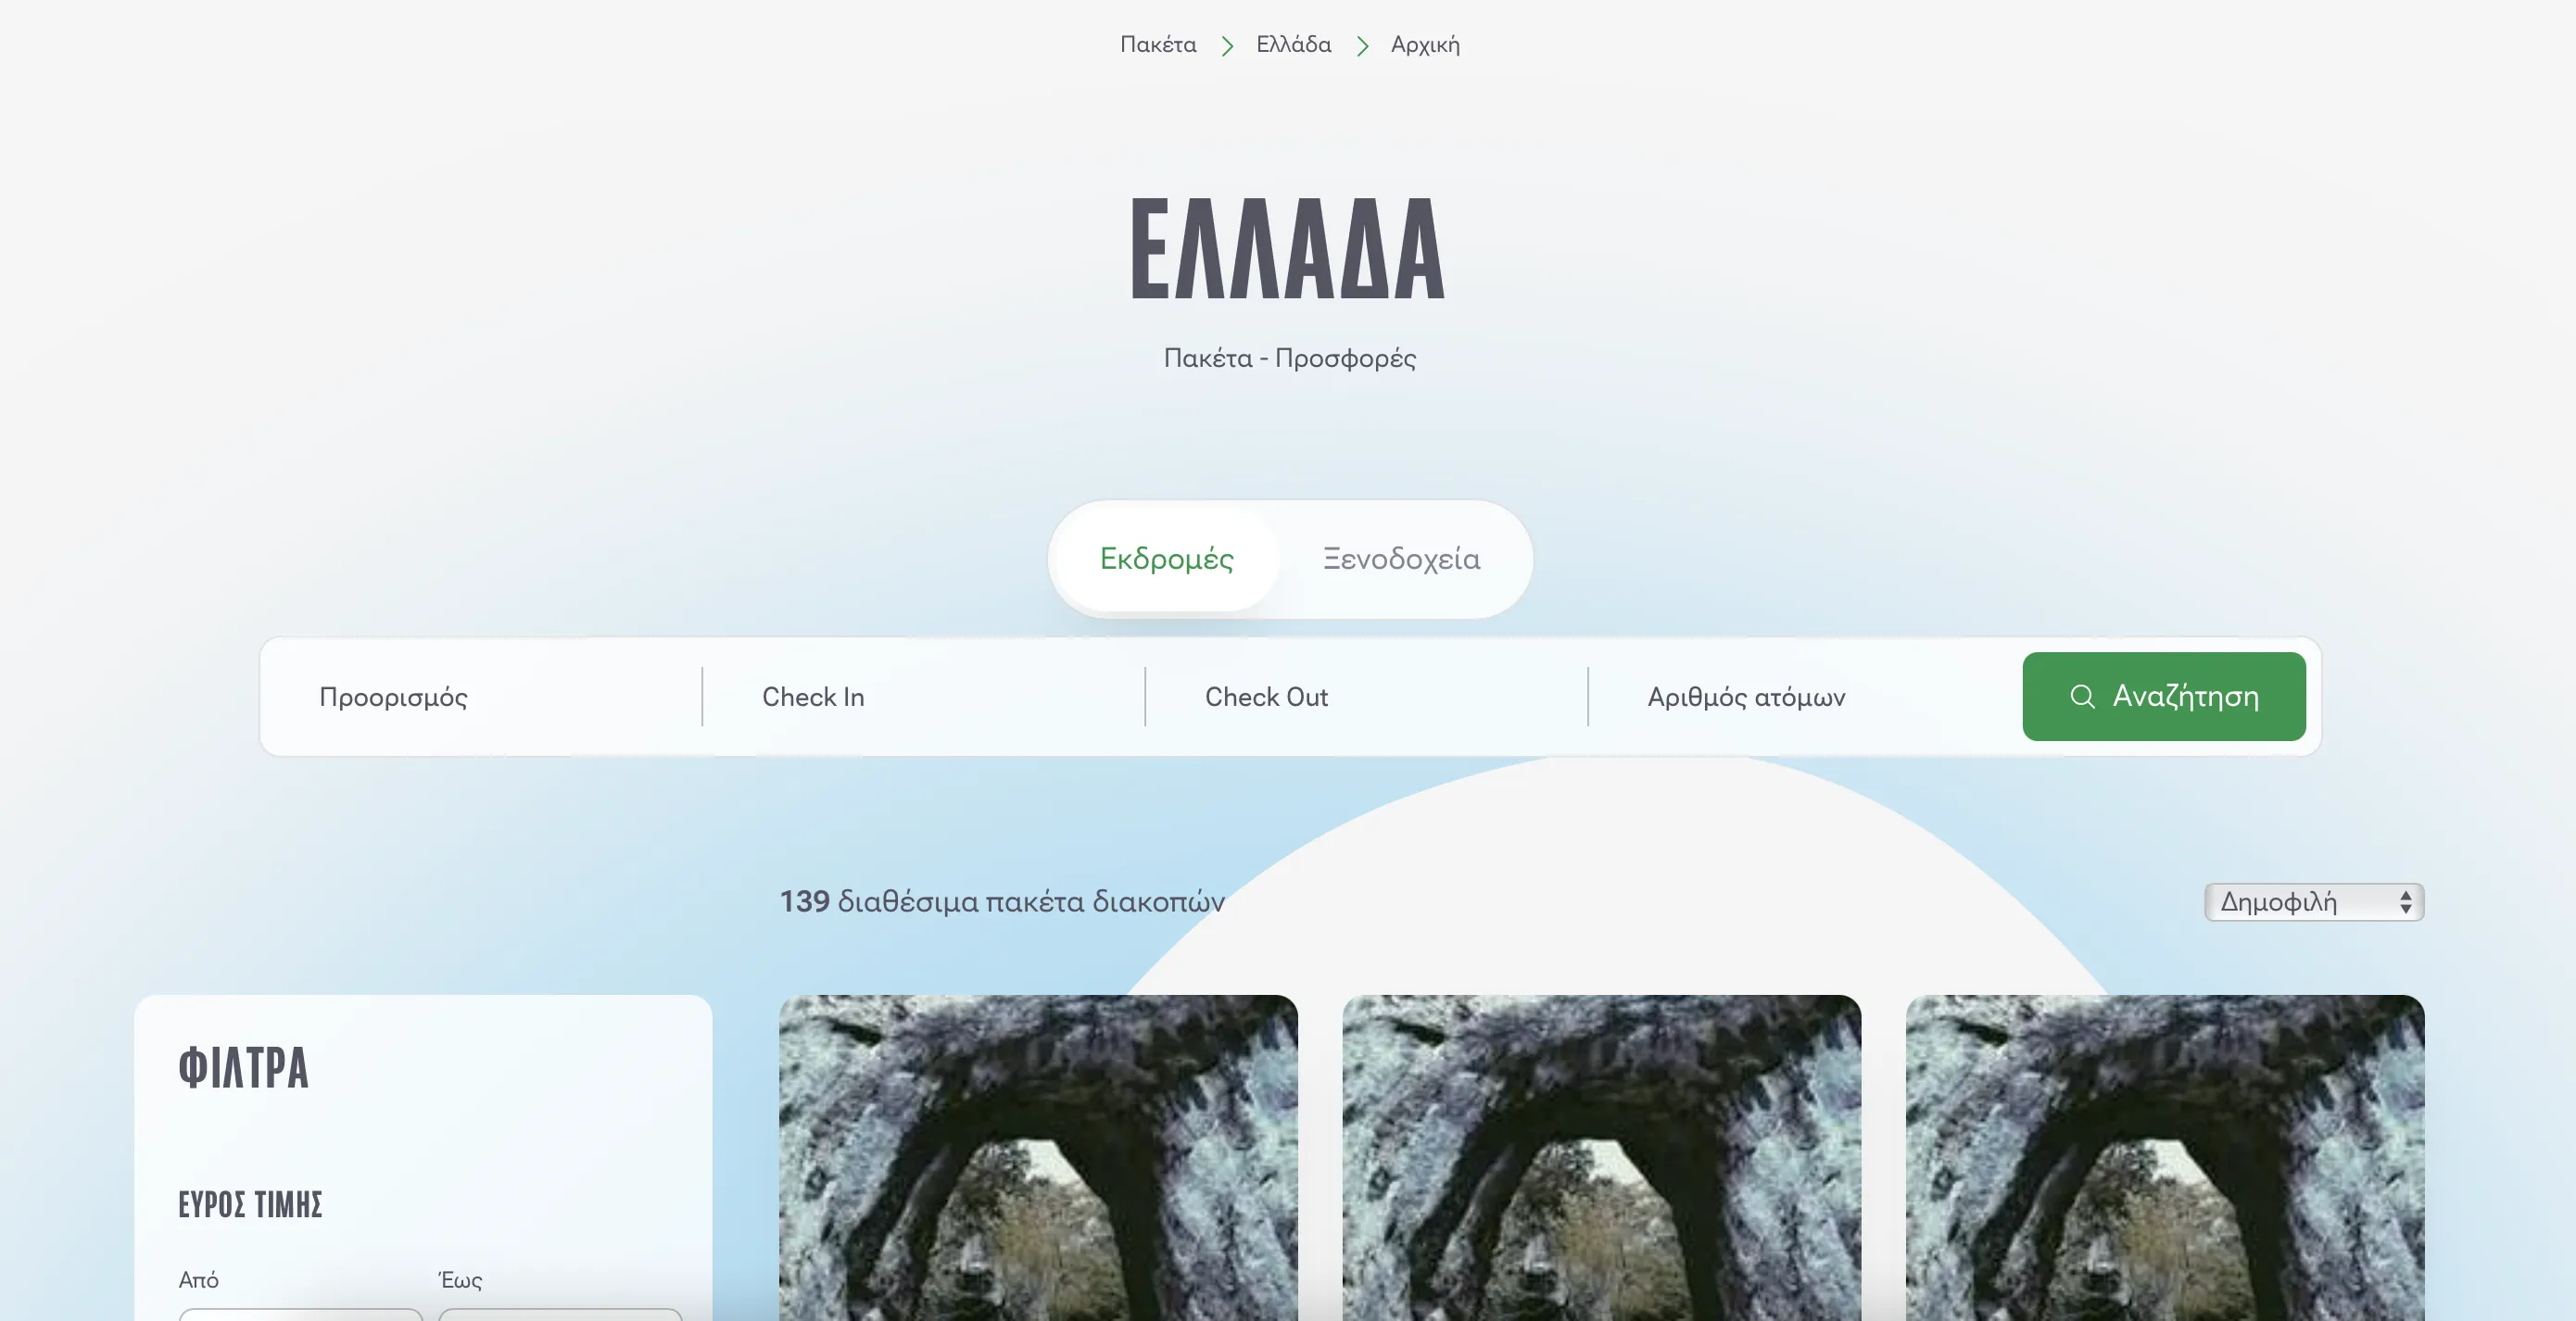 Πακέτα > Ελλάδα > Αρχική
ΕΛΛΑΔΑ
Πακέτα - Προσφορές
Εκδρομές Ξενοδοχεία
Προορισμός Check In Check Out Αριθμός ατόμων Αναζήτηση
139 διαθέσιμα πακέτα διακοπών Δημοφιλή
ΦΙΛΤΡΑ
ΕΥΡΟΣ ΤΙΜΗΣ
Από Έως